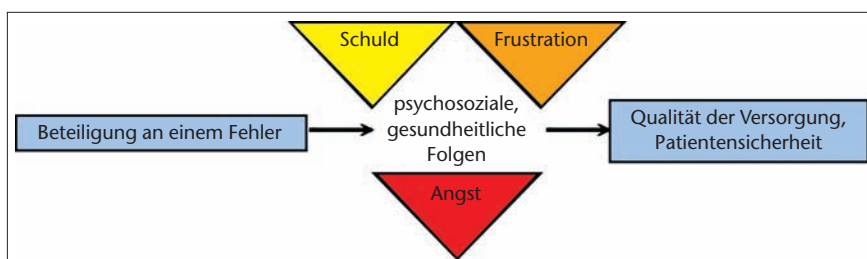 Schuld
Frustration
Beteiligung an einem Fehler
psychosoziale,
gesundheitliche
Folgen
Qualität der Versorgung,
Patientensicherheit
Angst